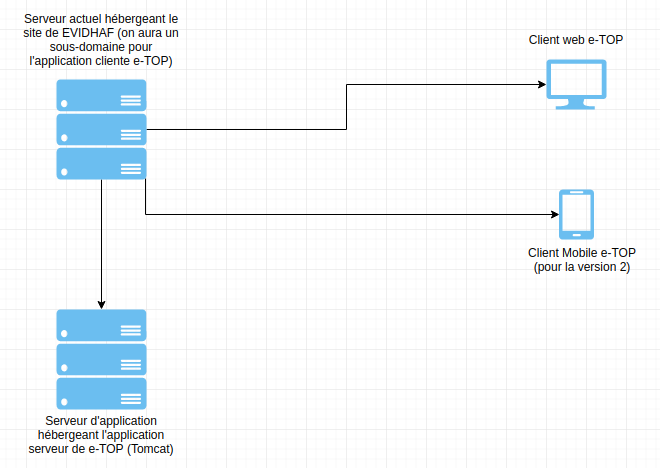 Serveur actuel hébergeant le
site de EVIDHAF (on aura un
sous-domaine pour
l'application cliente e-TOP)
Client web e-TOP
Client Mobile e-TOP
(pour la version 2)
Serveur d'application
hébergeant l'application
serveur de e-TOP (Tomcat)